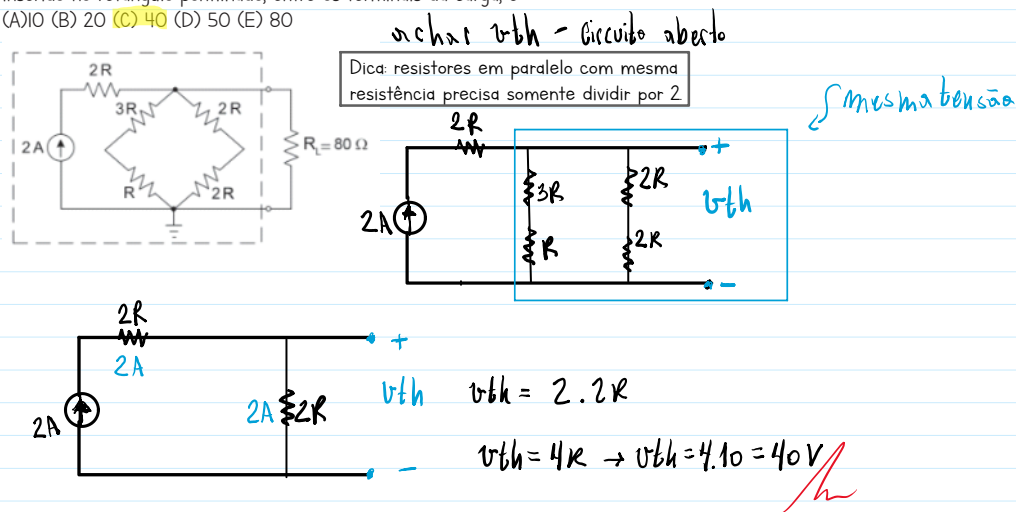 (A)10 (B) 20 (C) 40 (D) 50 (E) 80
achar vth - Circuito aberto
Dica: resistores em paralelo com mesma
resistência precisa somente dividir por 2.
mesma tensão
2R
3R
2R
2A
R
2R
R_L=80 Ω
2R
2A
3R
R
2R
2R
+
vth
-
2R
2A
2A
2A
2R
+
vth
-
vth = 2.2R
vth = 4R → vth = 4.10 = 40V